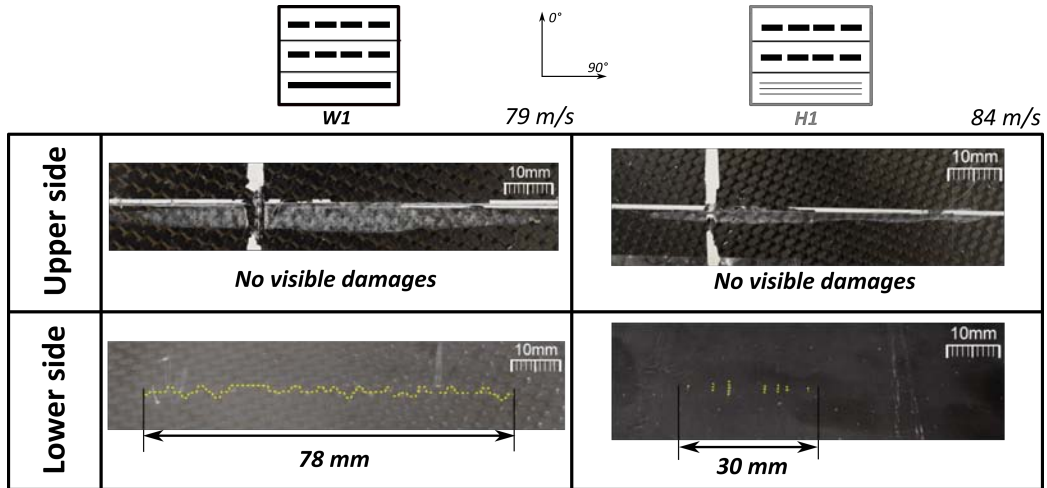 0°
90°
W1
79 m/s
H1
84 m/s
Upper side
10mm
10mm
No visible damages
No visible damages
Lower side
10mm
10mm
78 mm
30 mm